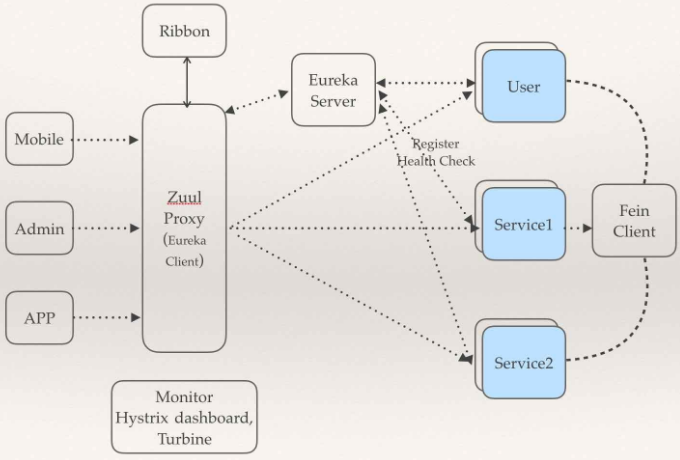 Ribbon
Eureka
Server
User
Mobile
Register
Health Check
Zuul
Proxy
(Eureka
Client)
Admin
Service1
Fein
Client
APP
Service2
Monitor
Hystrix dashboard,
Turbine